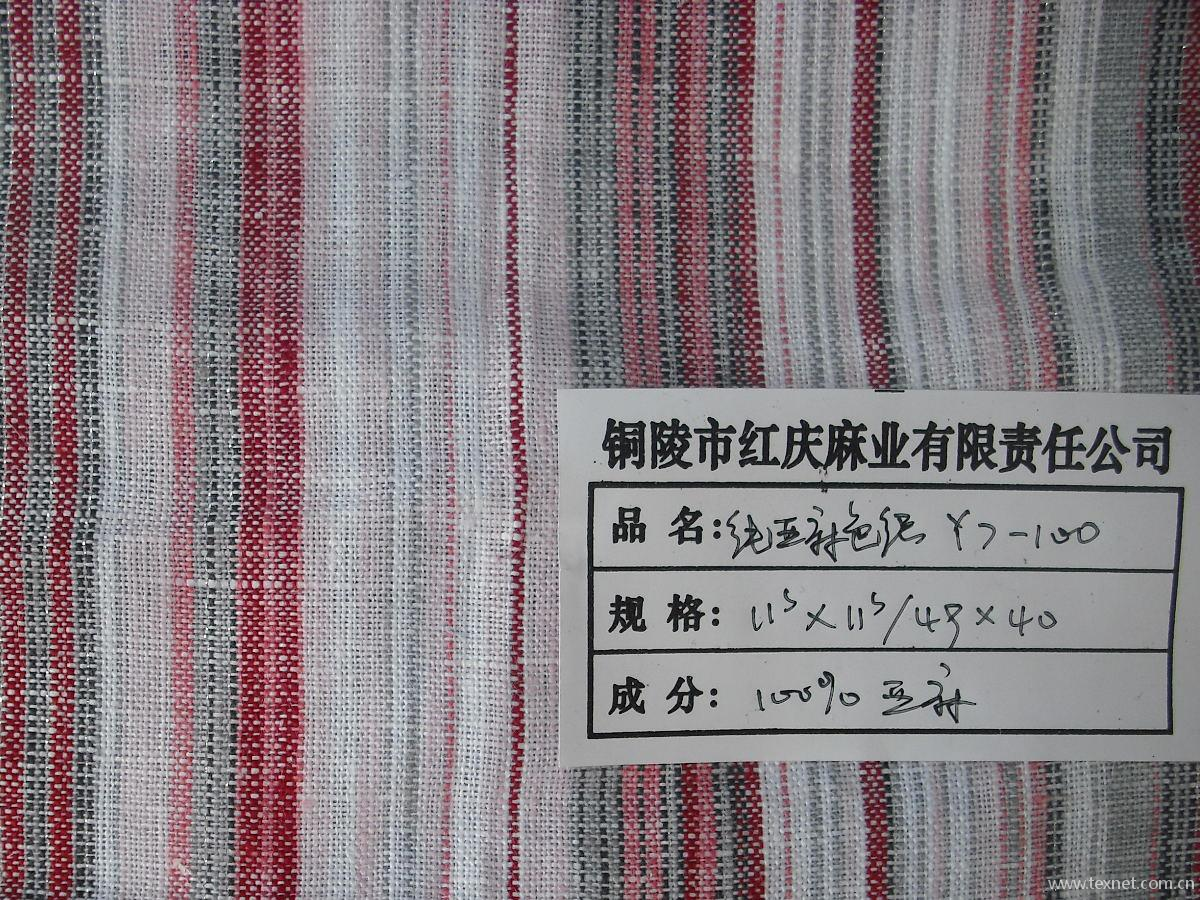 铜陵市红庆麻业有限责任公司
品 名：纯亚麻色织 Y7-100
规 格： 11s×11s/49×40
成 分： 100% 亚麻
www.texnet.com.cn